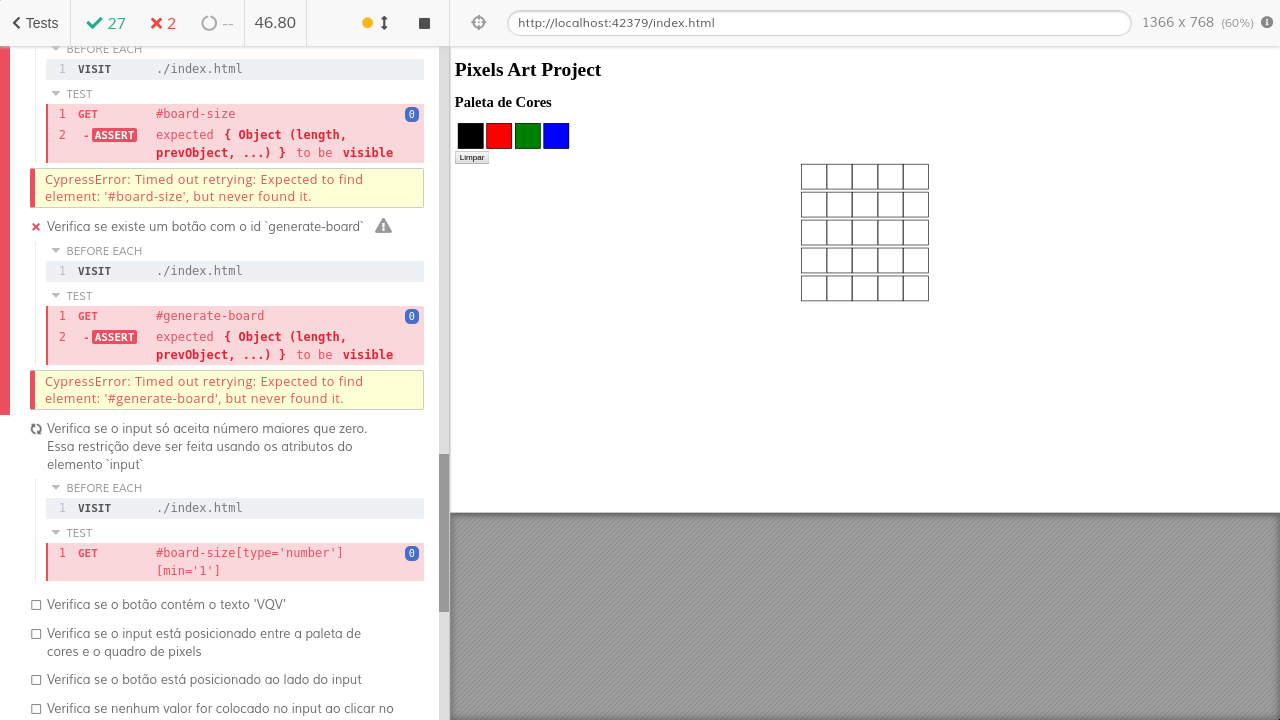 Tests
27
2
--
46.80
http://localhost:42379/index.html
1366 x 768 (60%)
BEFORE EACH
1 VISIT ./index.html
TEST
1 GET #board-size 0
2 -ASSERT expected { Object (length,
prevObject, ...) } to be visible
CypressError: Timed out retrying: Expected to find
element: '#board-size', but never found it.
Verifica se existe um botão com o id `generate-board`
BEFORE EACH
1 VISIT ./index.html
TEST
1 GET #generate-board 0
2 -ASSERT expected { Object (length,
prevObject, ...) } to be visible
CypressError: Timed out retrying: Expected to find
element: '#generate-board', but never found it.
Verifica se o input só aceita número maiores que zero.
Essa restrição deve ser feita usando os atributos do
elemento `input`
BEFORE EACH
1 VISIT ./index.html
TEST
1 GET #board-size[type='number'] 0
[min='1']
Verifica se o botão contém o texto 'VQV'
Verifica se o input está posicionado entre a paleta de
cores e o quadro de pixels
Verifica se o botão está posicionado ao lado do input
Verifica se nenhum valor for colocado no input ao clicar no
Pixels Art Project
Paleta de Cores
Limpar